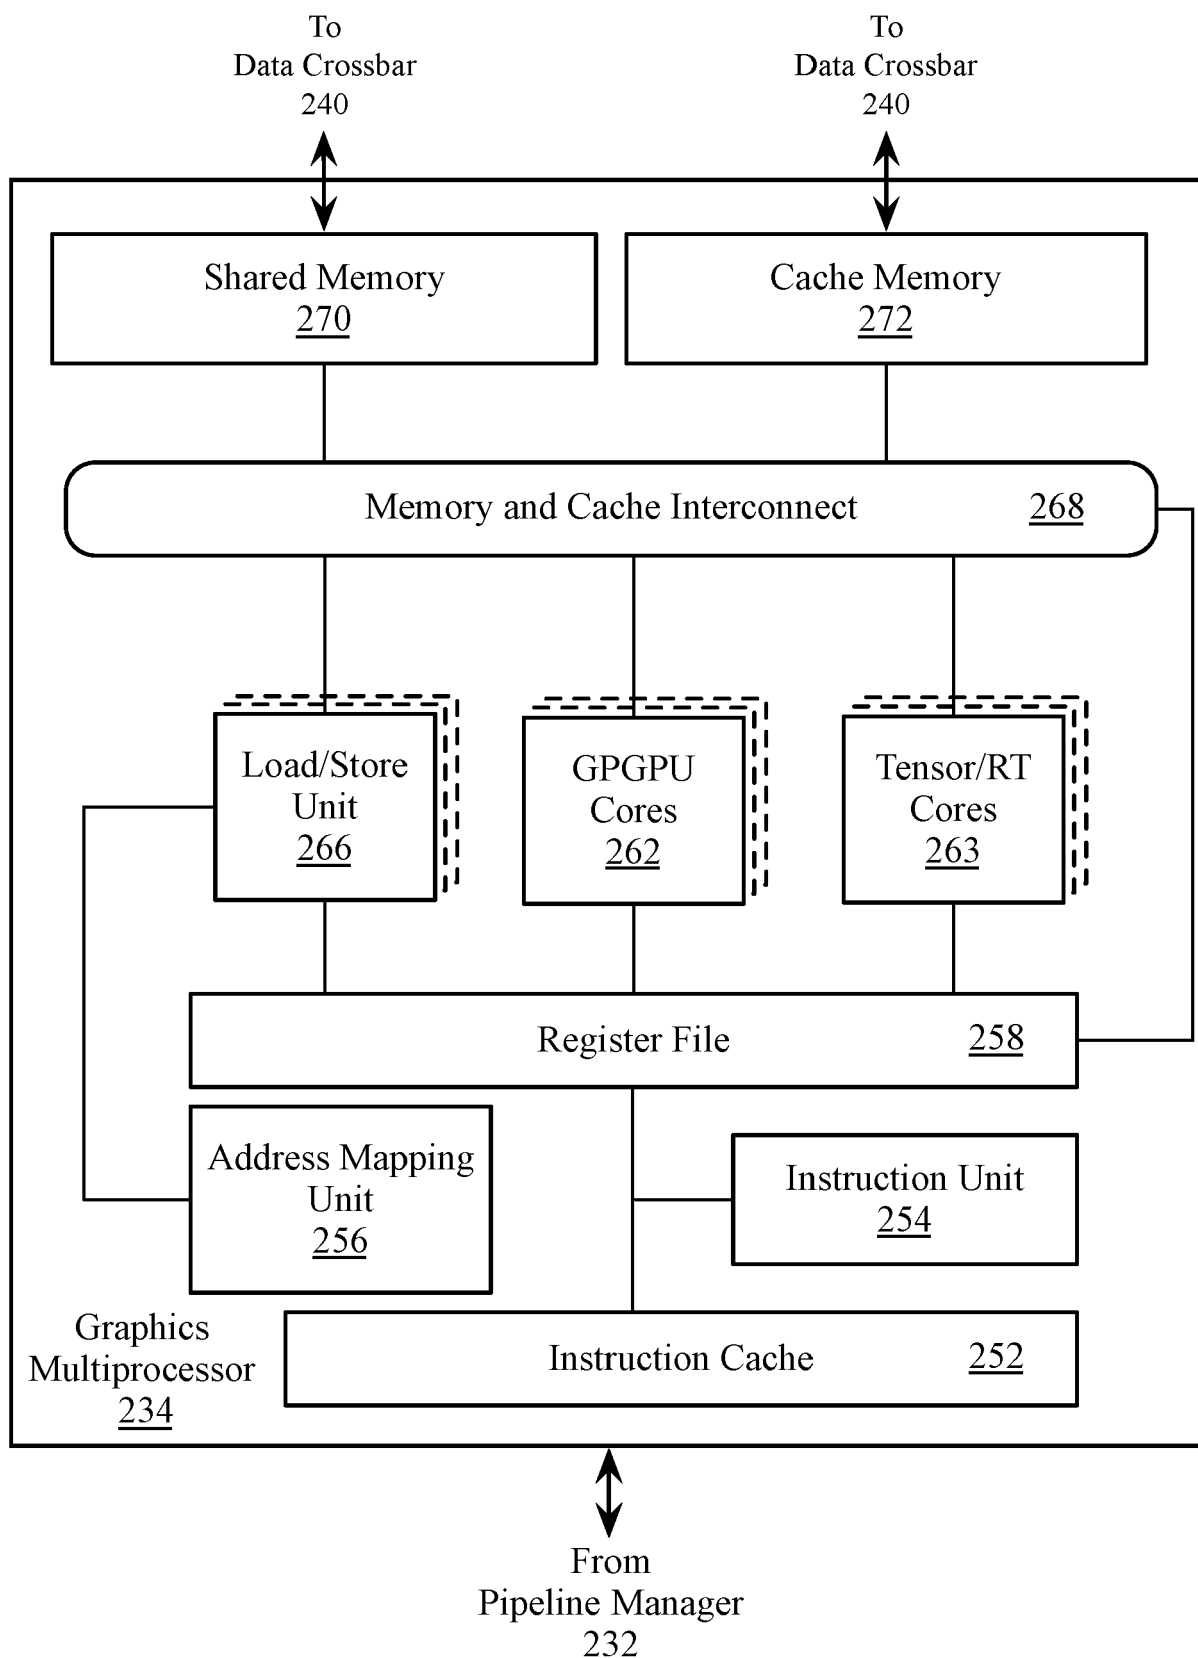 To
Data Crossbar
240
To
Data Crossbar
240
Shared Memory
270
Cache Memory
272
Memory and Cache Interconnect 268
Load/Store
Unit
266
GPGPU
Cores
262
Tensor/RT
Cores
263
Register File 258
Address Mapping
Unit
256
Instruction Unit
254
Graphics
Multiprocessor
234
Instruction Cache 252
From
Pipeline Manager
232